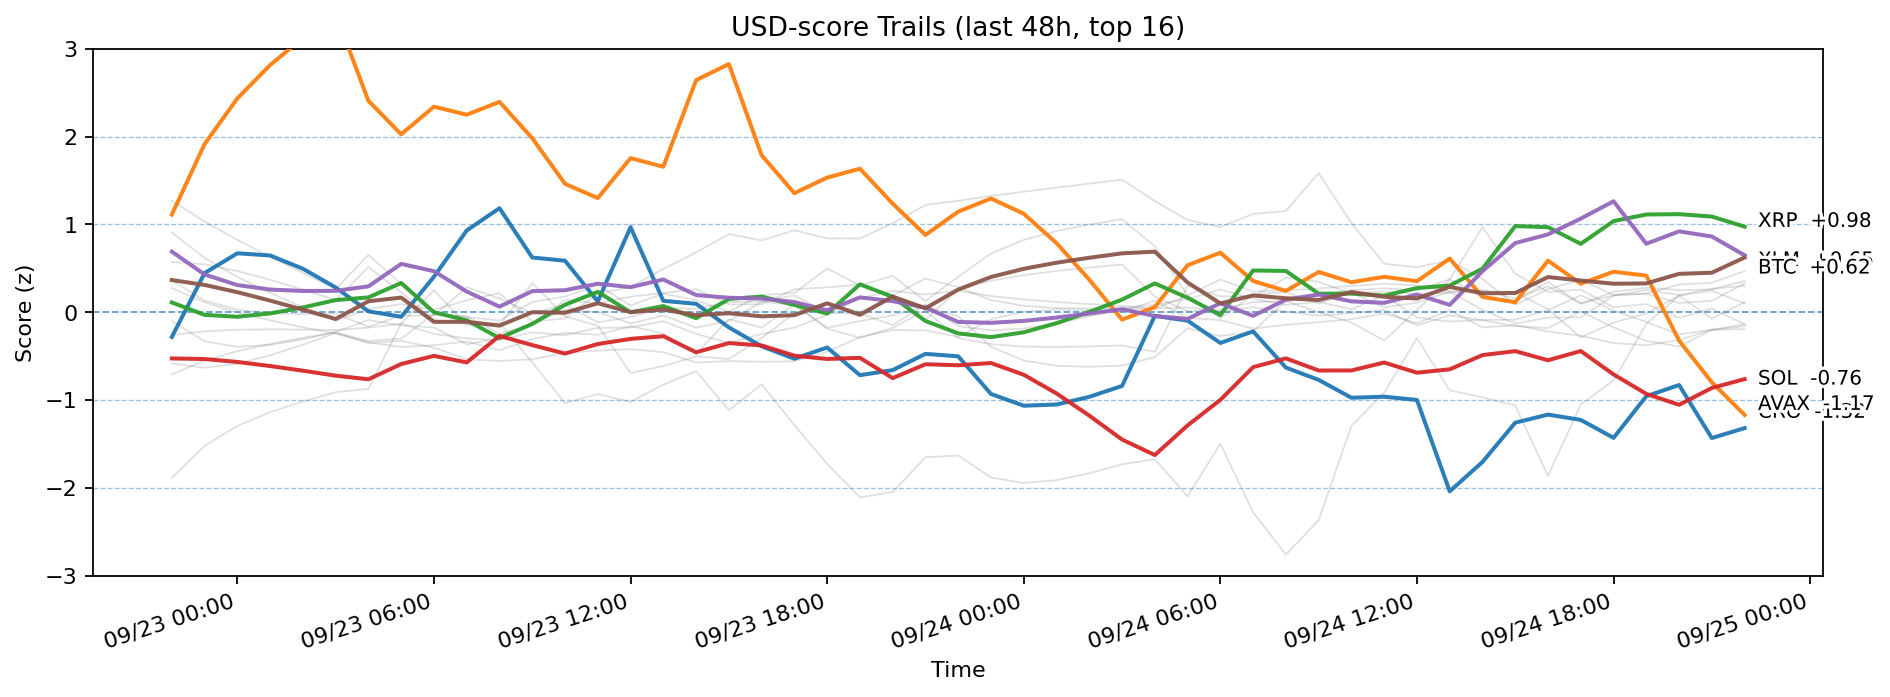 USD-score Trails (last 48h, top 16)
Score (z)
3
2
1
0
−1
−2
−3
XRP +0.98
BTC +0.62
SOL -0.76
AVAX -1.17
09/23 00:00
09/23 06:00
09/23 12:00
09/23 18:00
09/24 00:00
09/24 06:00
09/24 12:00
09/24 18:00
09/25 00:00
Time